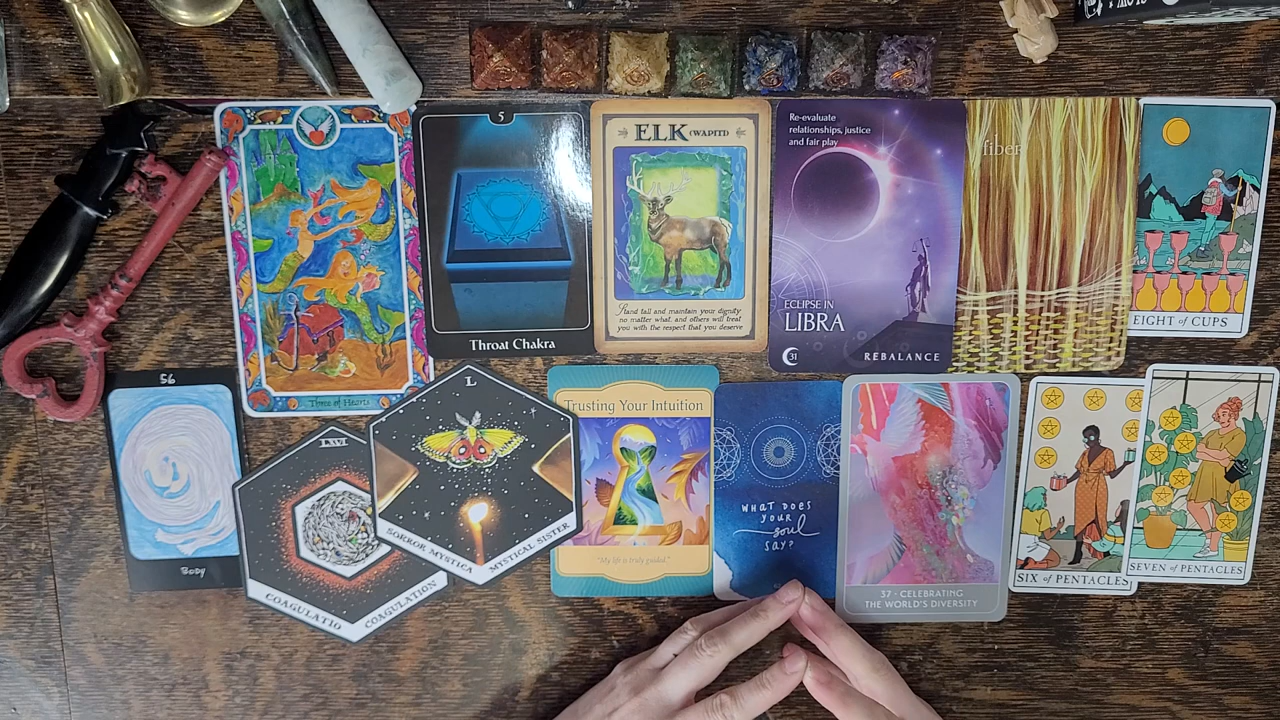 Three of Hearts
5
Throat Chakra
ELK (WAPITI)
Stand tall and maintain your dignity
no matter what, and others will treat
you with the respect that you deserve
Re-evaluate
relationships, justice
and fair play
ECLIPSE IN
LIBRA
31
REBALANCE
fiber
EIGHT of CUPS
56
BODY
LXVI
COAGULATIO
COAGULATION
L
SORROR MYSTICA
MYSTICAL SISTER
Trusting Your Intuition
"My life is truly guided."
WHAT DOES
YOUR
soul
SAY?
37 - CELEBRATING
THE WORLD'S DIVERSITY
SIX of PENTACLES
SEVEN of PENTACLES